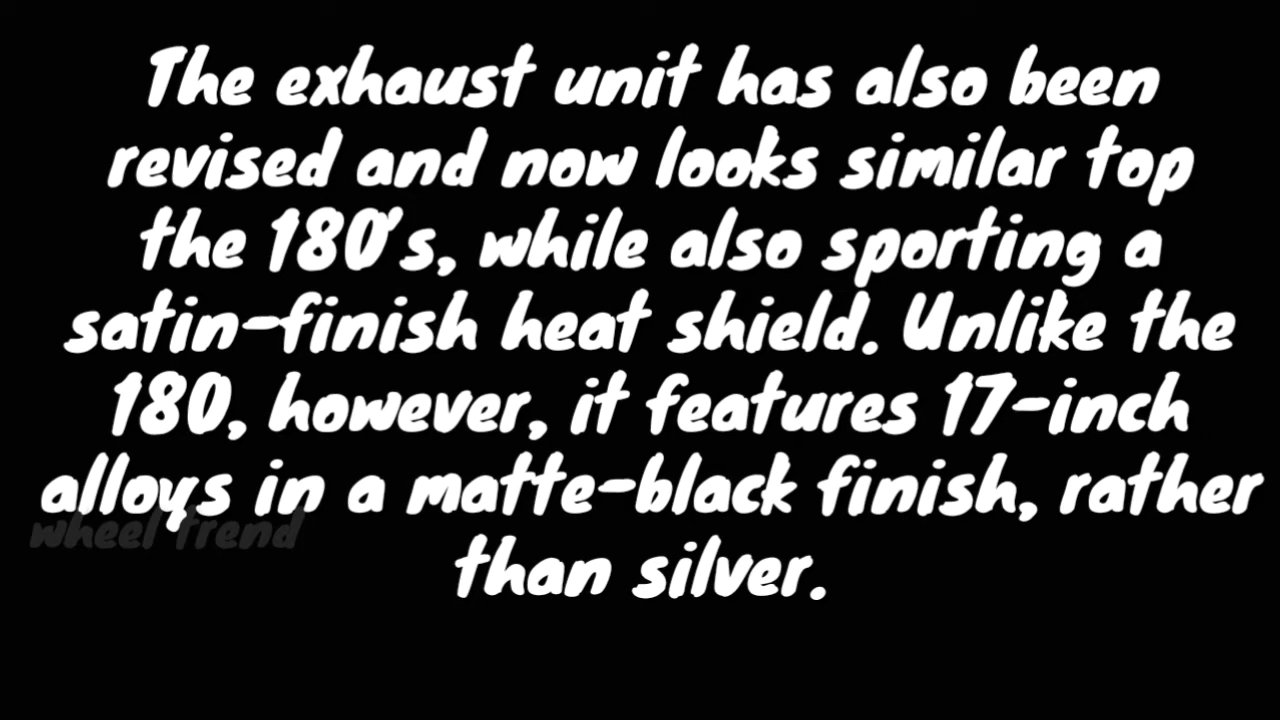 The exhaust unit has also been
revised and now looks similar top
the 180's, while also sporting a
satin-finish heat shield. Unlike the
180, however, it features 17-inch
alloys in a matte-black finish, rather
wheel trend
than silver.